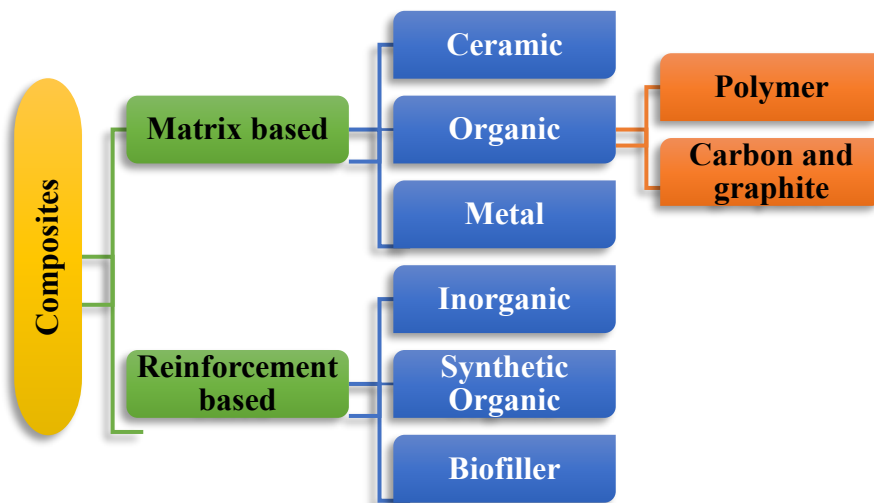 Composites
Matrix based
Ceramic
Organic
Metal
Polymer
Carbon and
graphite
Reinforcement
based
Inorganic
Synthetic
Organic
Biofiller